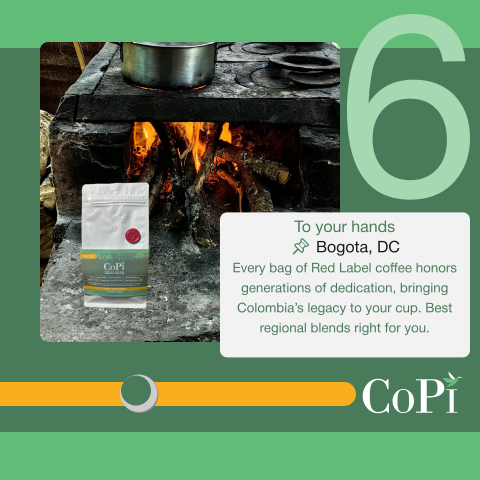 6
To your hands
Bogota, DC
Every bag of Red Label coffee honors
generations of dedication, bringing
Colombia's legacy to your cup. Best
regional blends right for you.
CoPi
CoPi